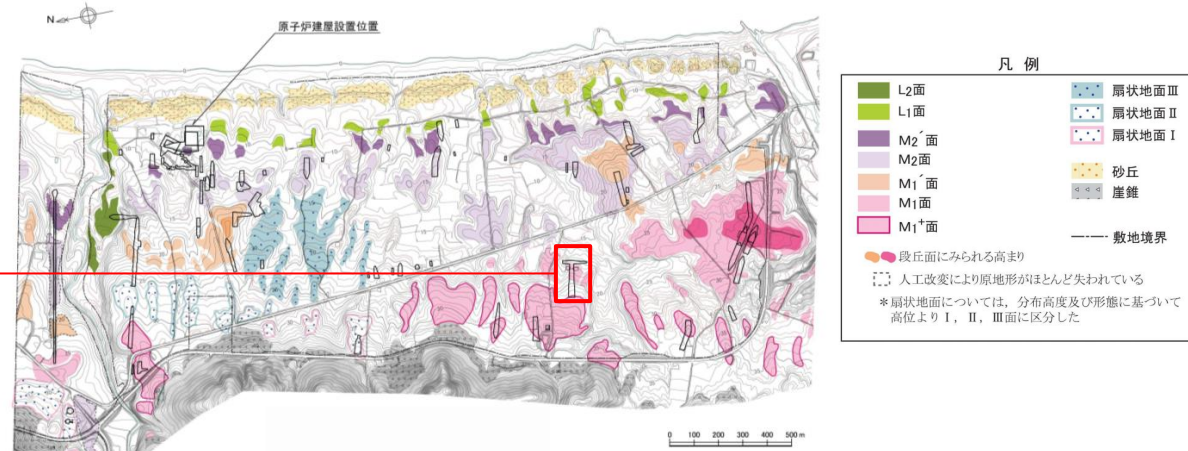 N
原子炉建屋設置位置
凡 例
L2面
L1面
M2´面
M2面
M1´面
M1面
M1+面
扇状地面Ⅲ
扇状地面Ⅱ
扇状地面Ⅰ
砂丘
崖錐
敷地境界
段丘面にみられる高まり
人工改変により原地形がほとんど失われている
＊扇状地面については，分布高度及び形態に基づいて
高位よりⅠ，Ⅱ，Ⅲ面に区分した
0 100 200 300 400 500 m